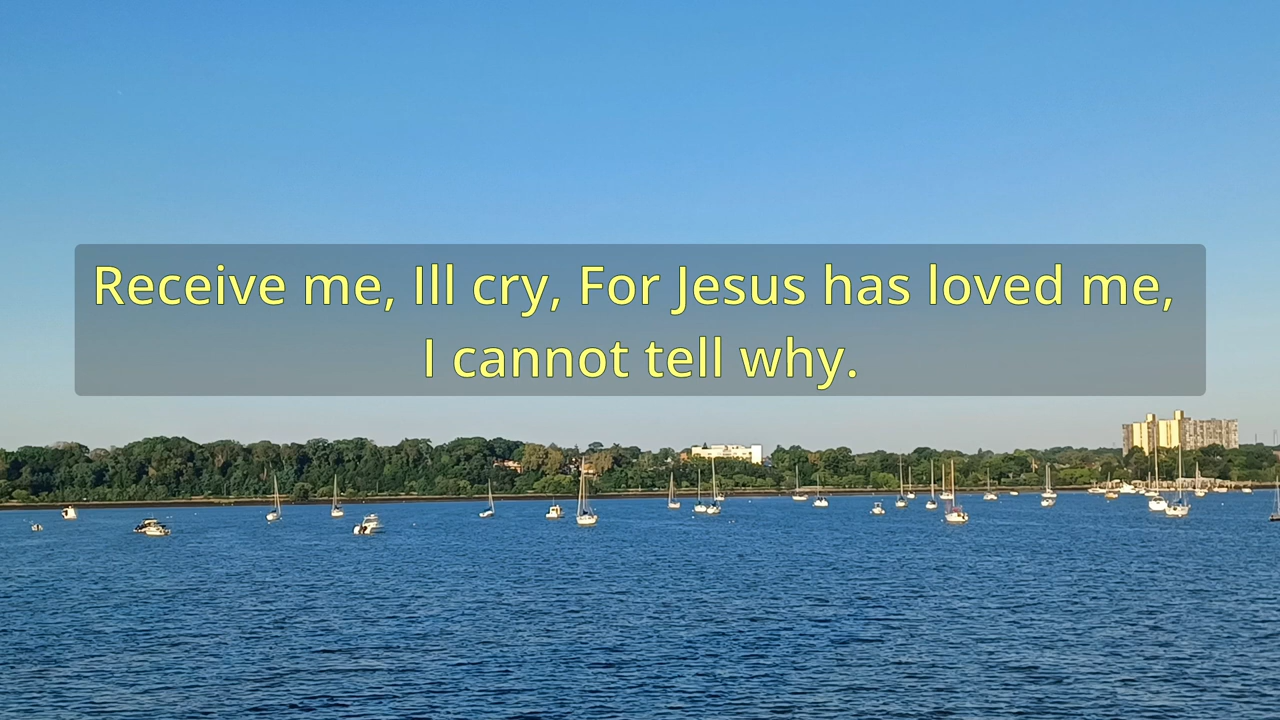 Receive me, Ill cry, For Jesus has loved me,
I cannot tell why.